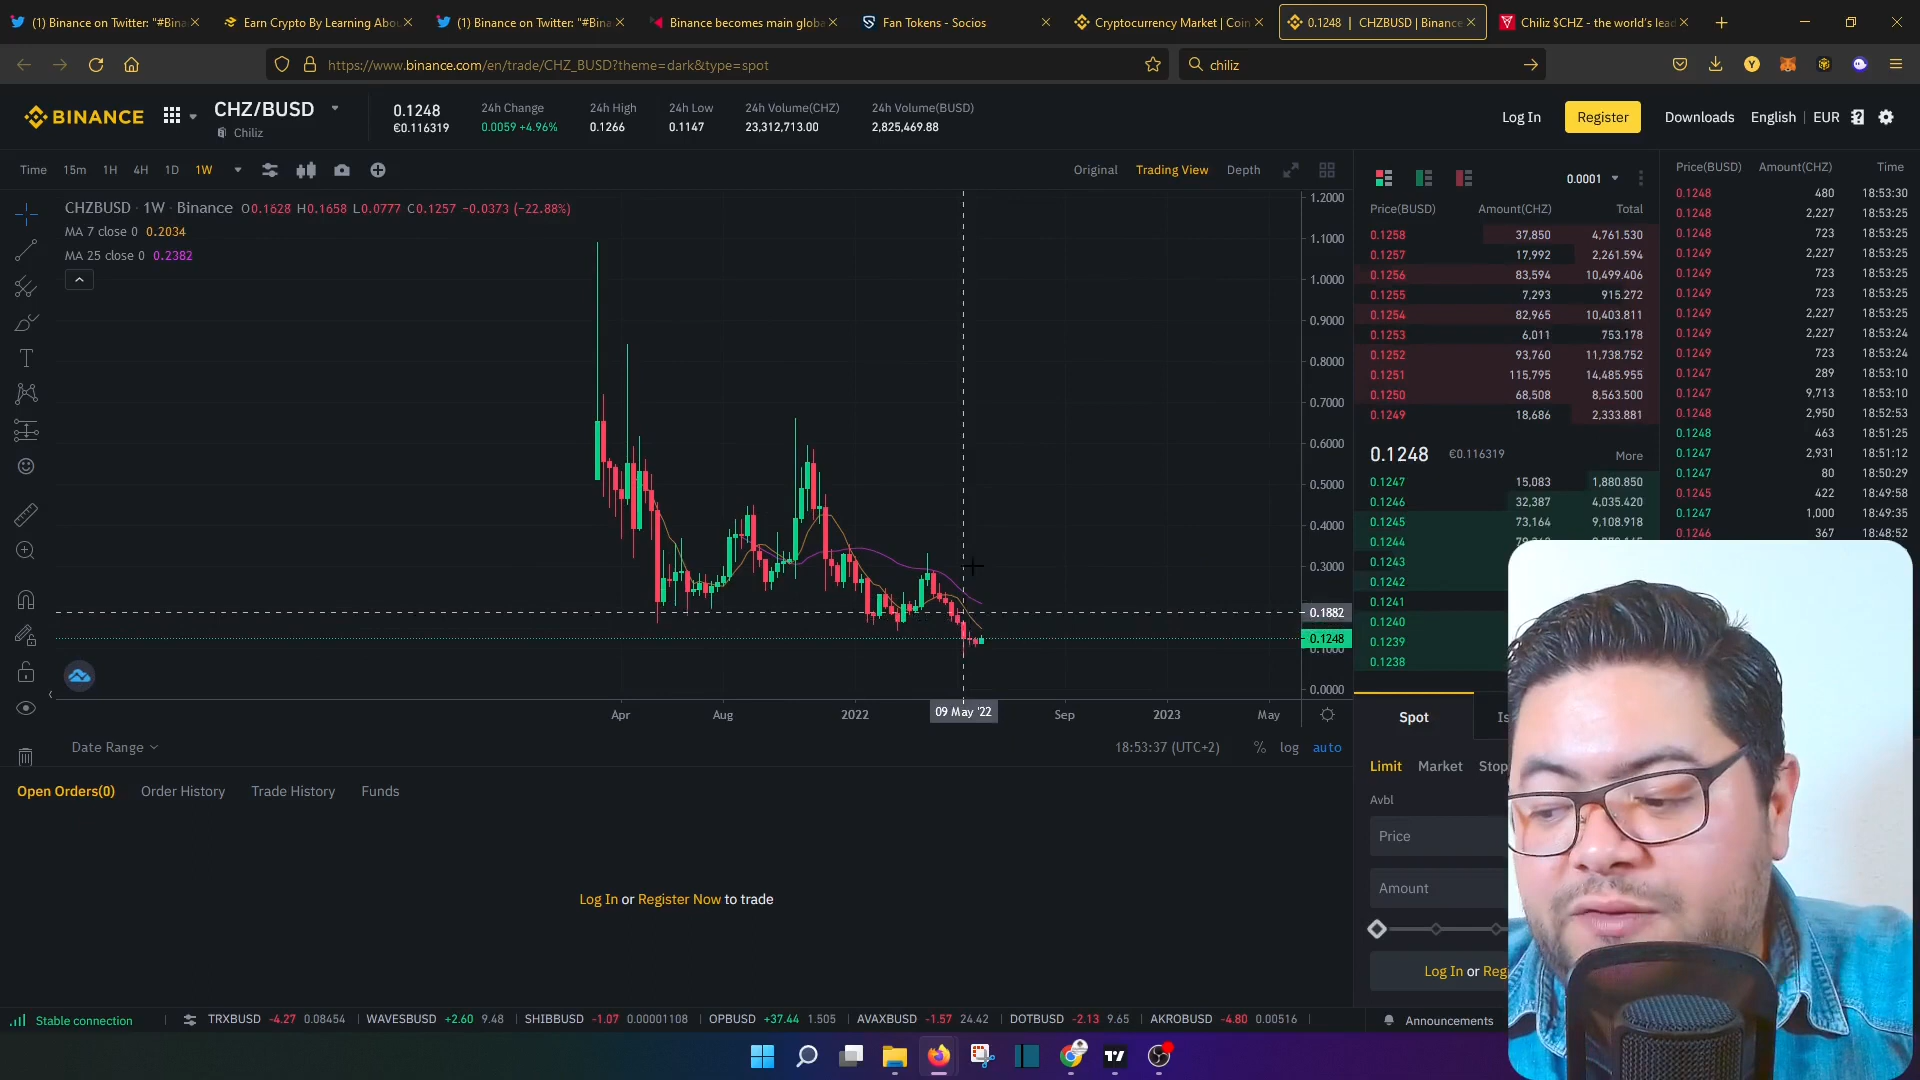 (1) Binance on Twitter: "#Bina
Earn Crypto By Learning Abou
(1) Binance on Twitter: "#Bina
Binance becomes main globa
Fan Tokens - Socios
Cryptocurrency Market | Coin
0.1248 | CHZBUSD | Binance
Chiliz $CHZ - the world's lead
https://www.binance.com/en/trade/CHZ_BUSD?theme=dark&type=spot
chiliz
BINANCE
CHZ/BUSD
Chiliz
0.1248
€0.116319
24h Change
0.0059 +4.96%
24h High
0.1266
24h Low
0.1147
24h Volume(CHZ)
23,312,713.00
24h Volume(BUSD)
2,825,469.88
Log In
Register
Downloads
English
EUR
Time 15m 1H 4H 1D 1W
Original Trading View Depth
CHZBUSD · 1W · Binance O0.1628 H0.1658 L0.0777 C0.1257 -0.0373 (-22.88%)
MA 7 close 0 0.2034
MA 25 close 0 0.2382
1.2000
1.1000
1.0000
0.9000
0.8000
0.7000
0.6000
0.5000
0.4000
0.3000
0.1882
0.1248
0.1000
0.0000
Apr Aug 2022 09 May '22 Sep 2023 May
Date Range
18:53:37 (UTC+2) % log auto
0.0001
Price(BUSD) Amount(CHZ) Total
0.1258 37,850 4,761.530
0.1257 17,992 2,261.594
0.1256 83,594 10,499.406
0.1255 7,293 915.272
0.1254 82,965 10,403.811
0.1253 6,011 753.178
0.1252 93,760 11,738.752
0.1251 115,795 14,485.955
0.1250 68,508 8,563.500
0.1249 18,686 2,333.881
0.1248 €0.116319 More
0.1247 15,083 1,880.850
0.1246 32,387 4,035.420
0.1245 73,164 9,108.918
0.1244
0.1243
0.1242
0.1241
0.1240
0.1239
0.1238
Price(BUSD) Amount(CHZ) Time
0.1248 480 18:53:30
0.1248 2,227 18:53:25
0.1248 723 18:53:25
0.1249 2,227 18:53:25
0.1249 723 18:53:25
0.1249 723 18:53:25
0.1249 2,227 18:53:25
0.1249 2,227 18:53:24
0.1249 723 18:53:24
0.1247 289 18:53:10
0.1247 9,713 18:53:10
0.1248 2,950 18:52:53
0.1248 463 18:51:25
0.1247 2,931 18:51:12
0.1247 80 18:50:29
0.1245 422 18:49:58
0.1247 1,000 18:49:35
0.1246 367 18:48:52
Spot
Limit Market Stop
Avbl
Price
Amount
Log In or Reg
Open Orders(0) Order History Trade History Funds
Log In or Register Now to trade
Stable connection
TRXBUSD -4.27 0.08454 WAVESBUSD +2.60 9.48 SHIBBUSD -1.07 0.00001108 OPBUSD +37.44 1.505 AVAXBUSD -1.57 24.42 DOTBUSD -2.13 9.65 AKROBUSD -4.80 0.00516
Announcements